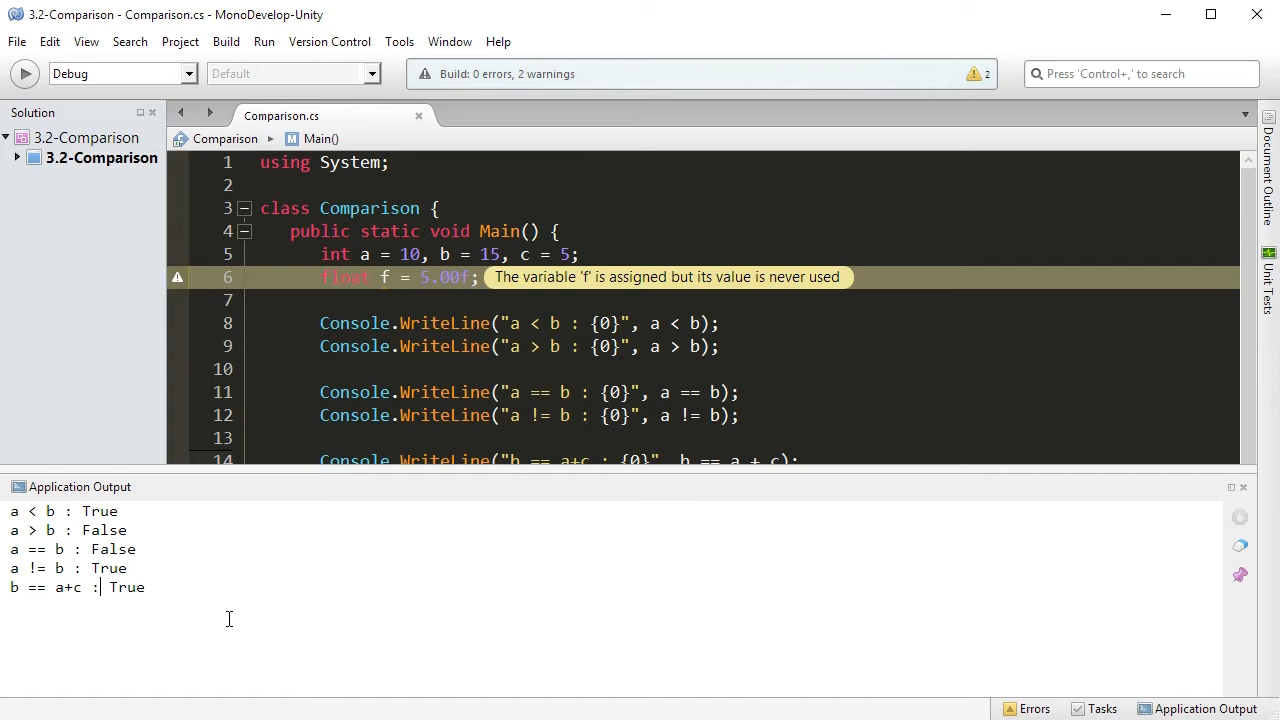 3.2-Comparison - Comparison.cs - MonoDevelop-Unity
File Edit View Search Project Build Run Version Control Tools Window Help
Debug Default Build: 0 errors, 2 warnings 2 Press 'Control+,' to search
Solution
3.2-Comparison
3.2-Comparison
Comparison.cs
Comparison Main()
1 using System;
2
3 class Comparison {
4 public static void Main() {
5 int a = 10, b = 15, c = 5;
6 float f = 5.00f; The variable 'f' is assigned but its value is never used
7
8 Console.WriteLine("a < b : {0}", a < b);
9 Console.WriteLine("a > b : {0}", a > b);
10
11 Console.WriteLine("a == b : {0}", a == b);
12 Console.WriteLine("a != b : {0}", a != b);
13
14 Console.WriteLine("b == a+c : {0}", b == a + c);
Document Outline
Unit Tests
Application Output
a < b : True
a > b : False
a == b : False
a != b : True
b == a+c : True
Errors Tasks Application Output